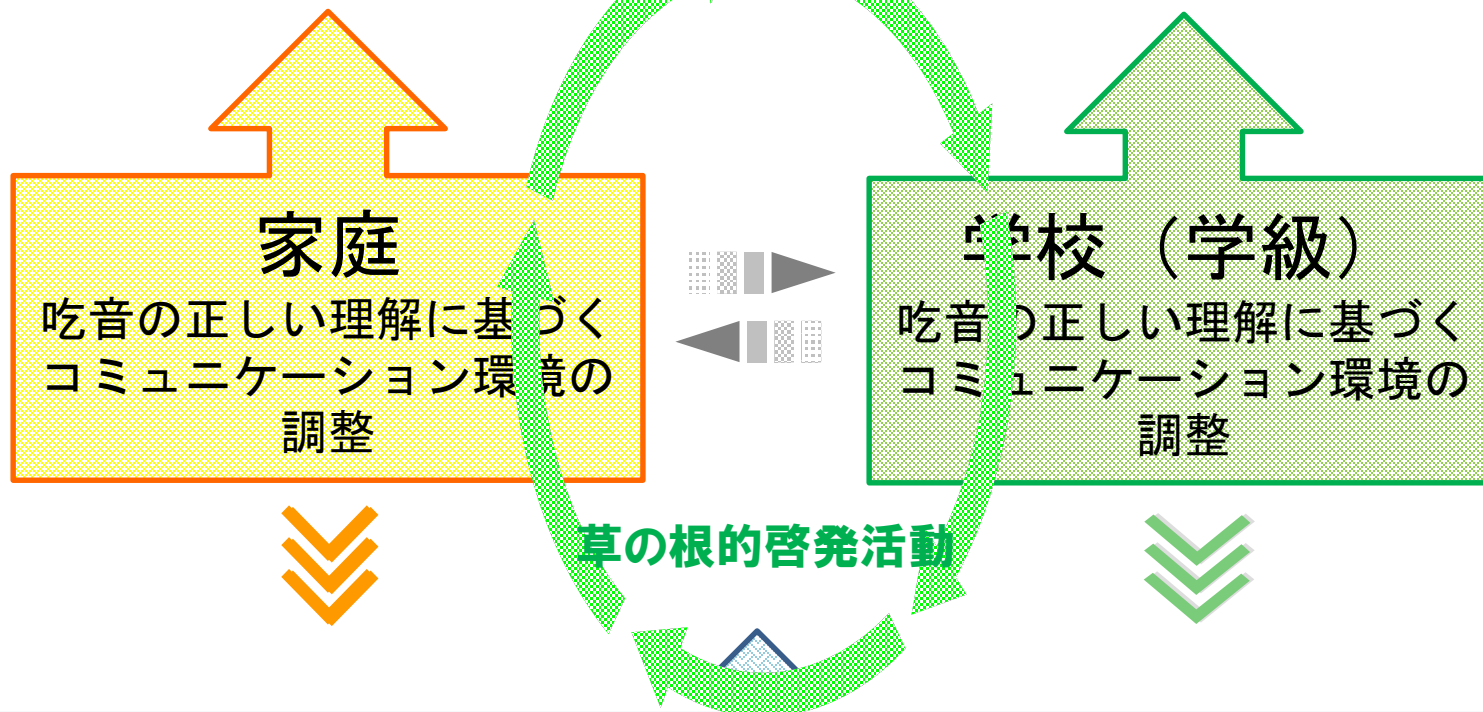 家庭
吃音の正しい理解に基づく
コミュニケーション環境の
調整
学校（学級）
吃音の正しい理解に基づく
コミュニケーション環境の
調整
草の根的啓発活動